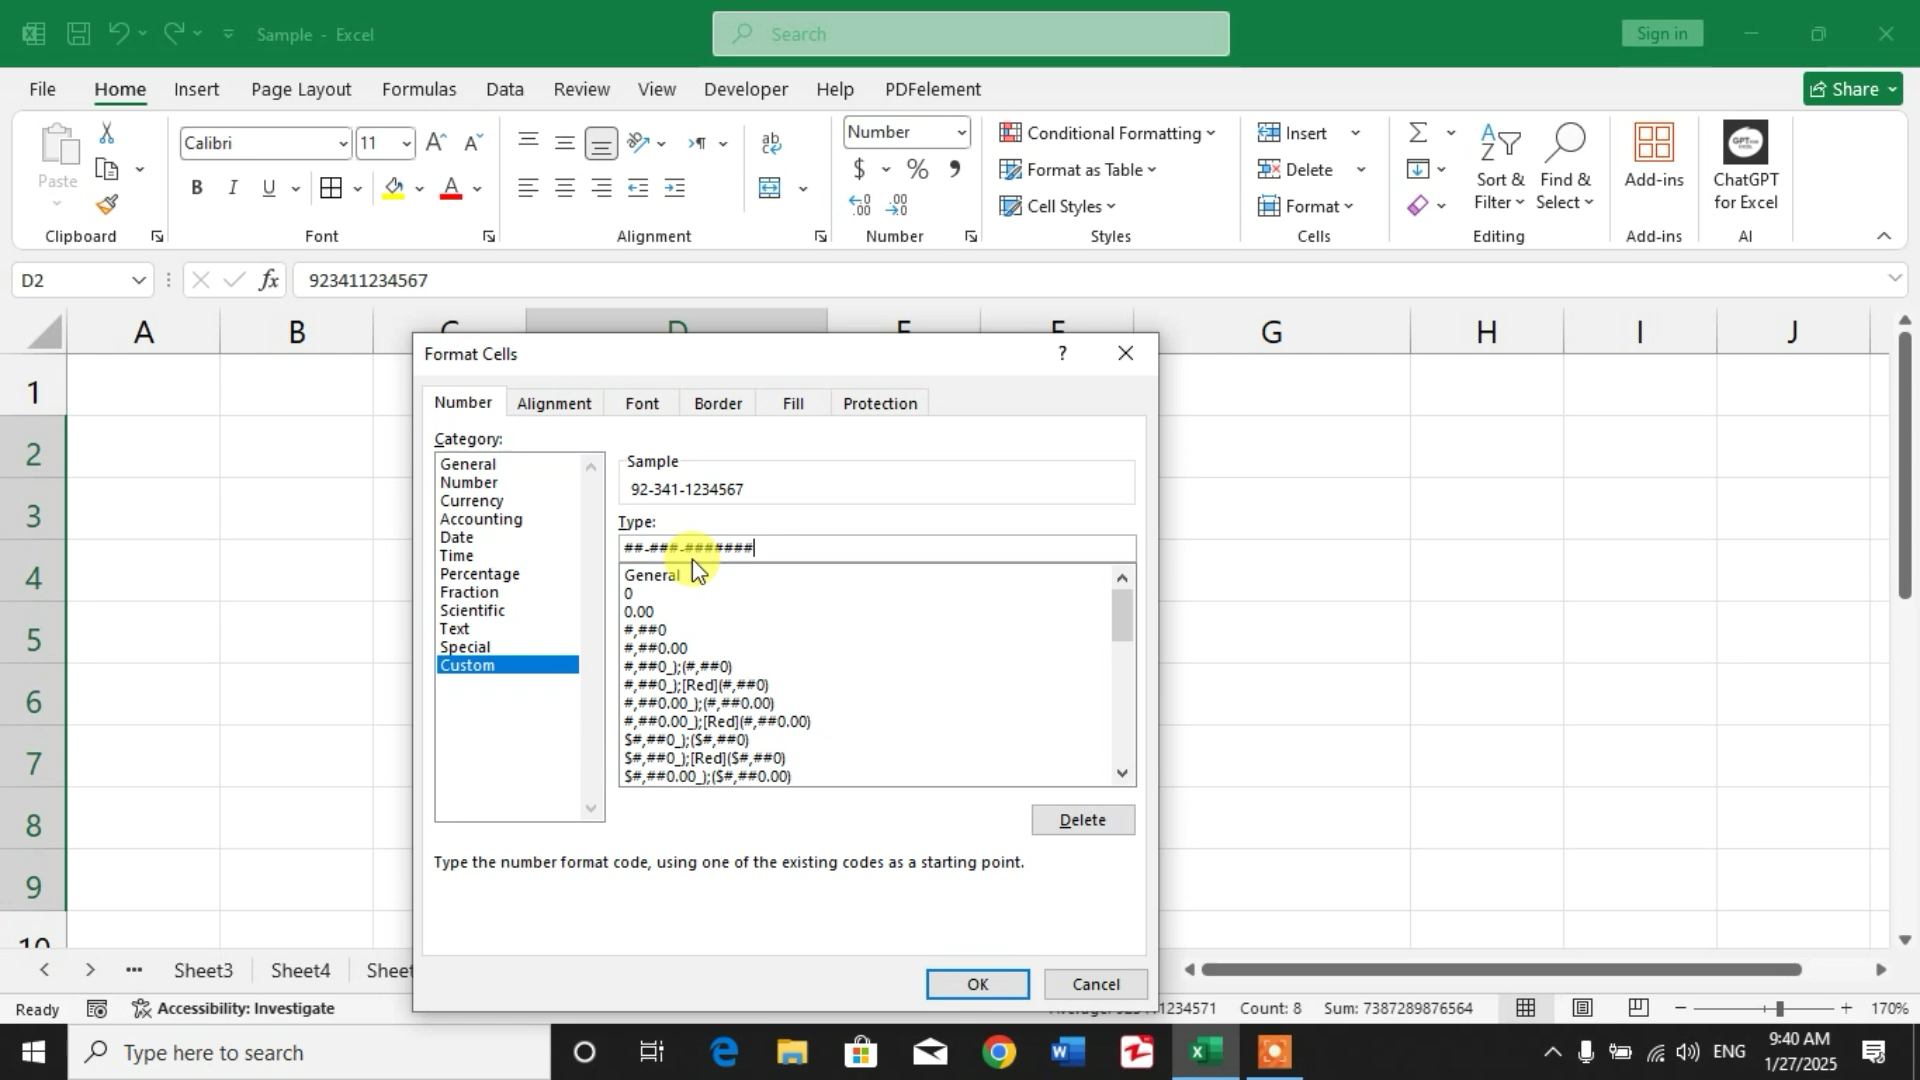 Sample - Excel
Search
Sign in
File Home Insert Page Layout Formulas Data Review View Developer Help PDFelement
Share
Paste
Calibri 11
B I U
ab
Number
$ % ,
Conditional Formatting
Format as Table
Cell Styles
Insert
Delete
Format
Sort & Filter
Find & Select
Add-ins
ChatGPT for Excel
Clipboard Font Alignment Number Styles Cells Editing Add-ins AI
D2 fx 923411234567
A B C D E F G H I J
1
2
3
4
5
6
7
8
9
10
Format Cells ?
Number Alignment Font Border Fill Protection
Category:
General
Number
Currency
Accounting
Date
Time
Percentage
Fraction
Scientific
Text
Special
Custom
Sample
92-341-1234567
Type:
##-###-#######
General
0
0.00
#,##0
#,##0.00
#,##0_);(#,##0)
#,##0_);[Red](#,##0)
#,##0.00_);(#,##0.00)
#,##0.00_);[Red](#,##0.00)
$#,##0_);($#,##0)
$#,##0_);[Red]($#,##0)
$#,##0.00_);($#,##0.00)
Delete
Type the number format code, using one of the existing codes as a starting point.
OK Cancel
Sheet3 Sheet4 Sheet
Ready Accessibility: Investigate Count: 8 Sum: 7387289876564 170%
Type here to search
ENG
9:40 AM
1/27/2025